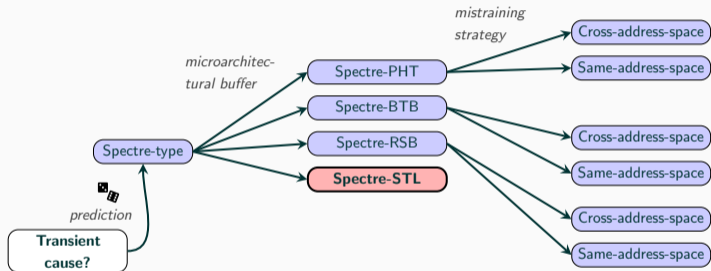 mistraining
strategy
Cross-address-space
microarchitec-
tural buffer
Spectre-PHT
Same-address-space
Spectre-BTB
Cross-address-space
Spectre-type
Spectre-RSB
Same-address-space
Spectre-STL
prediction
Cross-address-space
Transient
cause?
Same-address-space